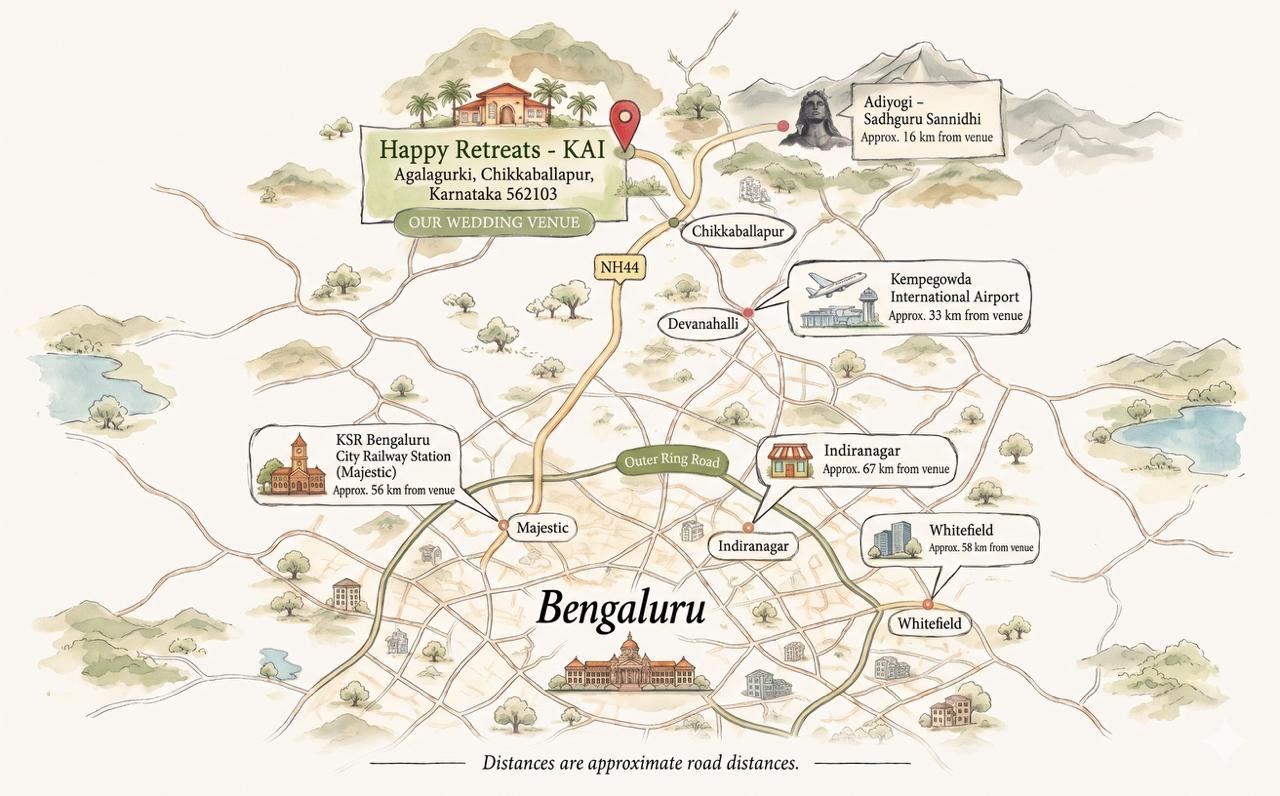 Happy Retreats - KAI
Agalagurki, Chikkaballapur,
Karnataka 562103
OUR WEDDING VENUE
Adiyogi –
Sadhguru Sannidhi
Approx. 16 km from venue
Chikkaballapur
NH44
Kempegowda
International Airport
Approx. 33 km from venue
Devanahalli
KSR Bengaluru
City Railway Station
(Majestic)
Approx. 56 km from venue
Outer Ring Road
Indiranagar
Approx. 67 km from venue
Majestic
Indiranagar
Whitefield
Approx. 58 km from venue
Whitefield
Bengaluru
Distances are approximate road distances.